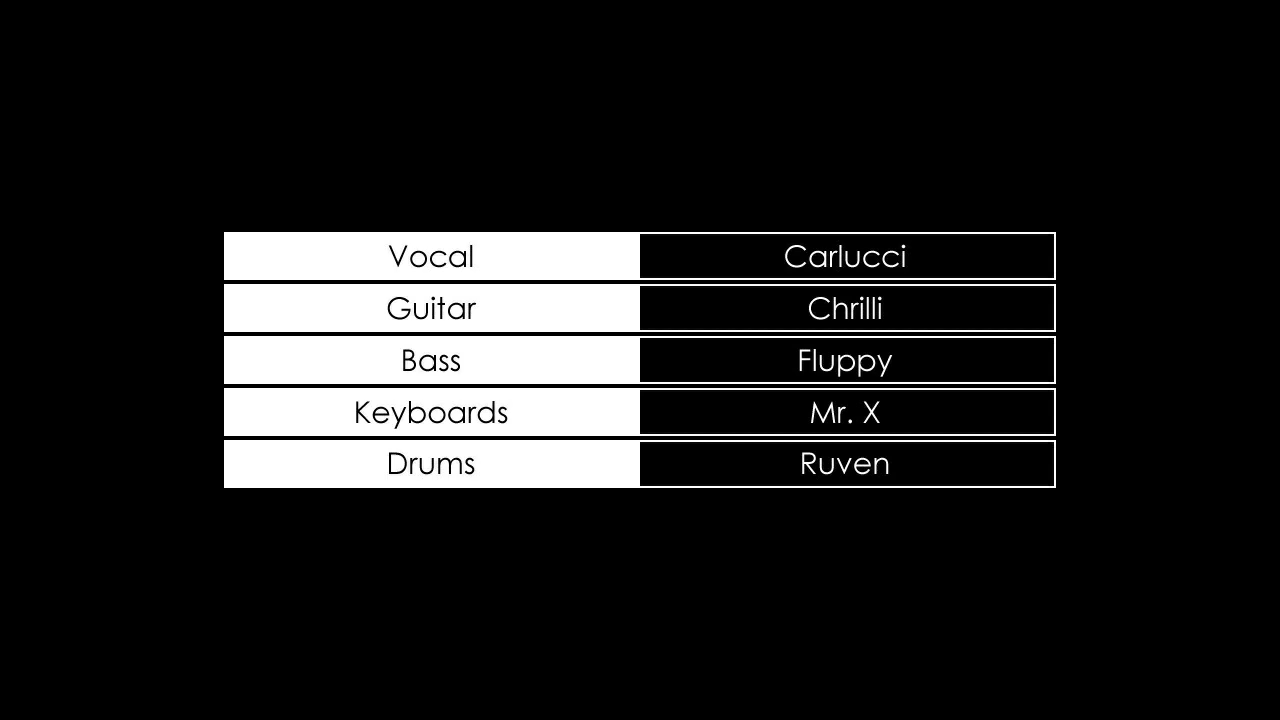 Vocal Carlucci
Guitar Chrilli
Bass Fluppy
Keyboards Mr. X
Drums Ruven